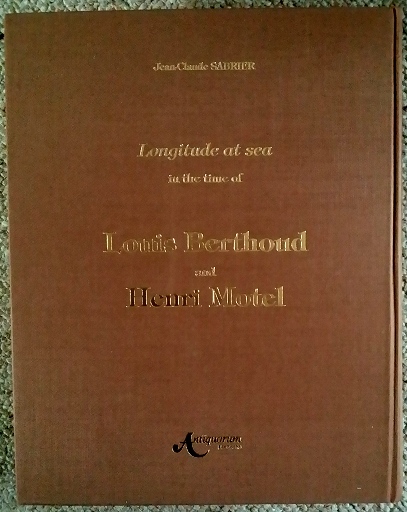 Jean-Claude SABRIER
Longitude at sea
in the time of
Louis Berthoud
and
Henri Motel
Antiquorum